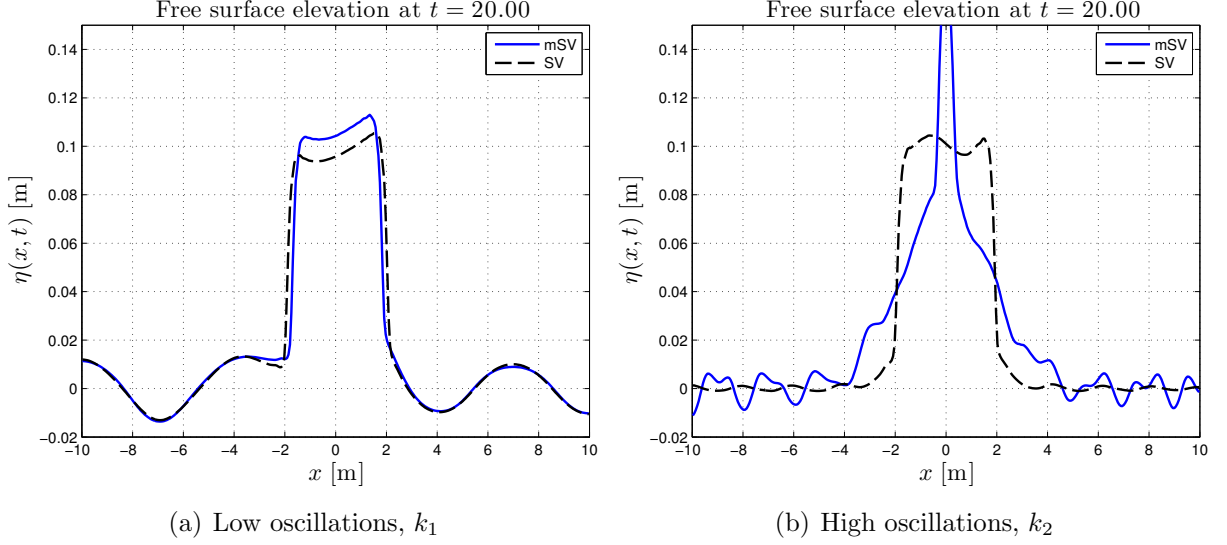 Free surface elevation at t = 20.00
mSV
SV
0.14
0.12
0.1
0.08
0.06
0.04
0.02
0
−0.02
η(x, t) [m]
−10 −8 −6 −4 −2 0 2 4 6 8 10
x [m]
(a) Low oscillations, k₁
Free surface elevation at t = 20.00
mSV
SV
0.14
0.12
0.1
0.08
0.06
0.04
0.02
0
−0.02
η(x, t) [m]
−10 −8 −6 −4 −2 0 2 4 6 8 10
x [m]
(b) High oscillations, k₂